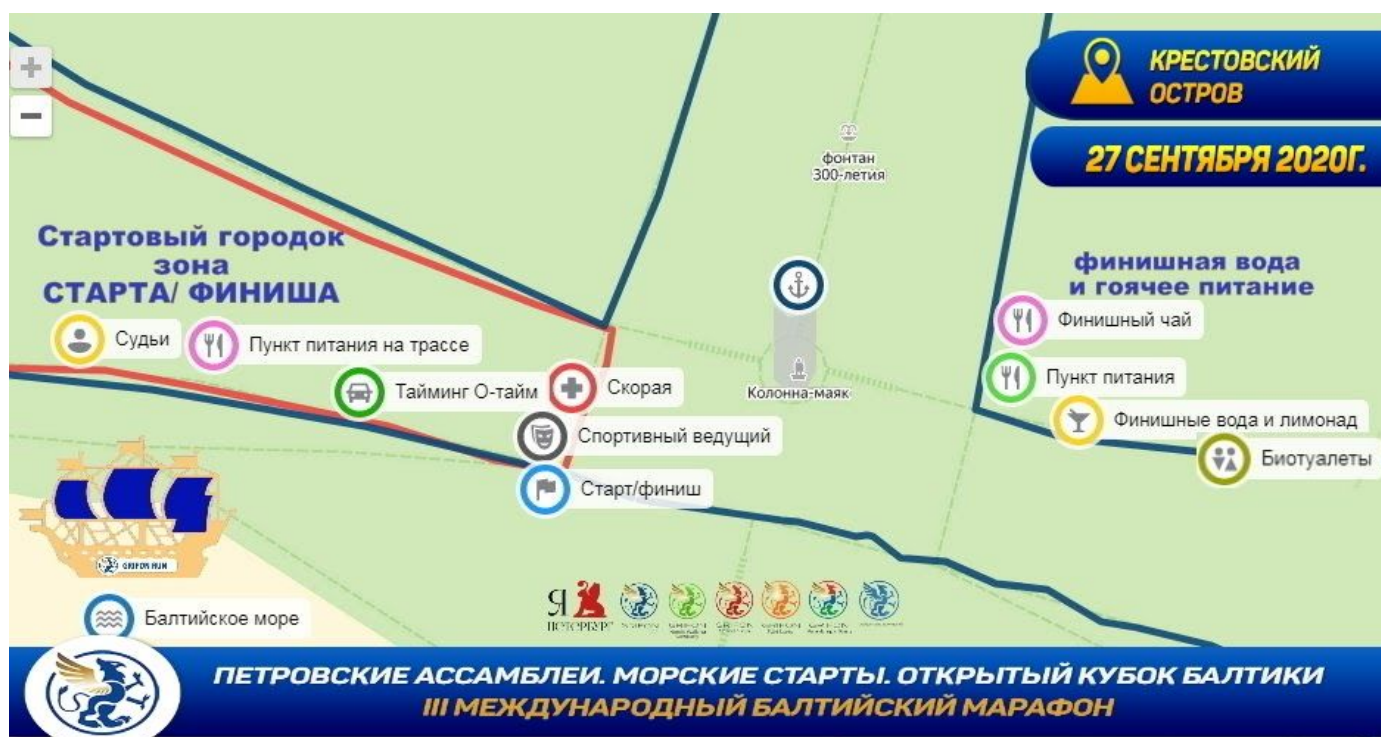 КРЕСТОВСКИЙ
ОСТРОВ
27 СЕНТЯБРЯ 2020Г.
фонтан
300-летия
Стартовый городок
зона
СТАРТА/ ФИНИША
финишная вода
и гоячее питание
Финишный чай
Судьи
Пункт питания на трассе
Тайминг О-тайм
Скорая
Колонна-маяк
Пункт питания
Спортивный ведущий
Финишные вода и лимонад
Биотуалеты
Старт/финиш
GRIFON RUN
Я
Балтийское море
ПЕТРОВСКИЕ АССАМБЛЕИ. МОРСКИЕ СТАРТЫ. ОТКРЫТЫЙ КУБОК БАЛТИКИ
III МЕЖДУНАРОДНЫЙ БАЛТИЙСКИЙ МАРАФОН